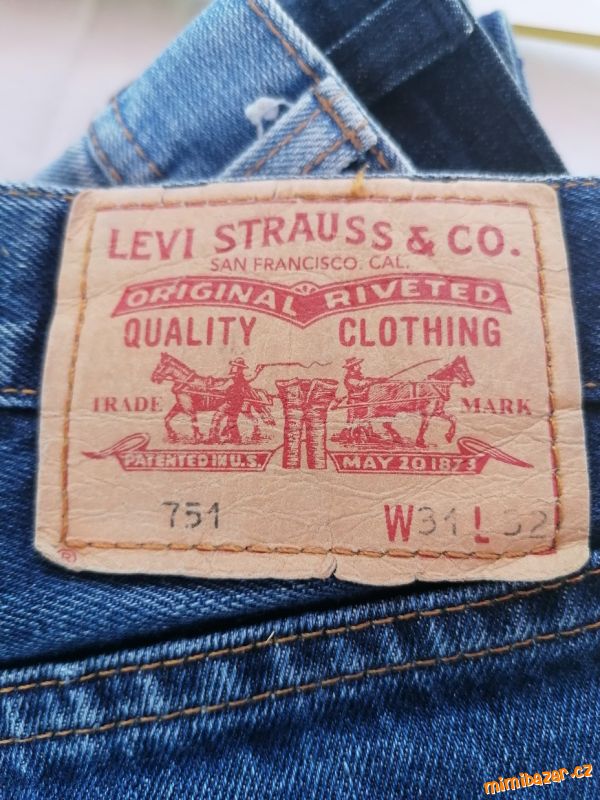 LEVI STRAUSS & CO.
SAN FRANCISCO. CAL.
ORIGINAL RIVETED
QUALITY CLOTHING
TRADE MARK
PATENTED IN U.S. MAY 20 1873
751 W31 L32
®
mimibazar.cz